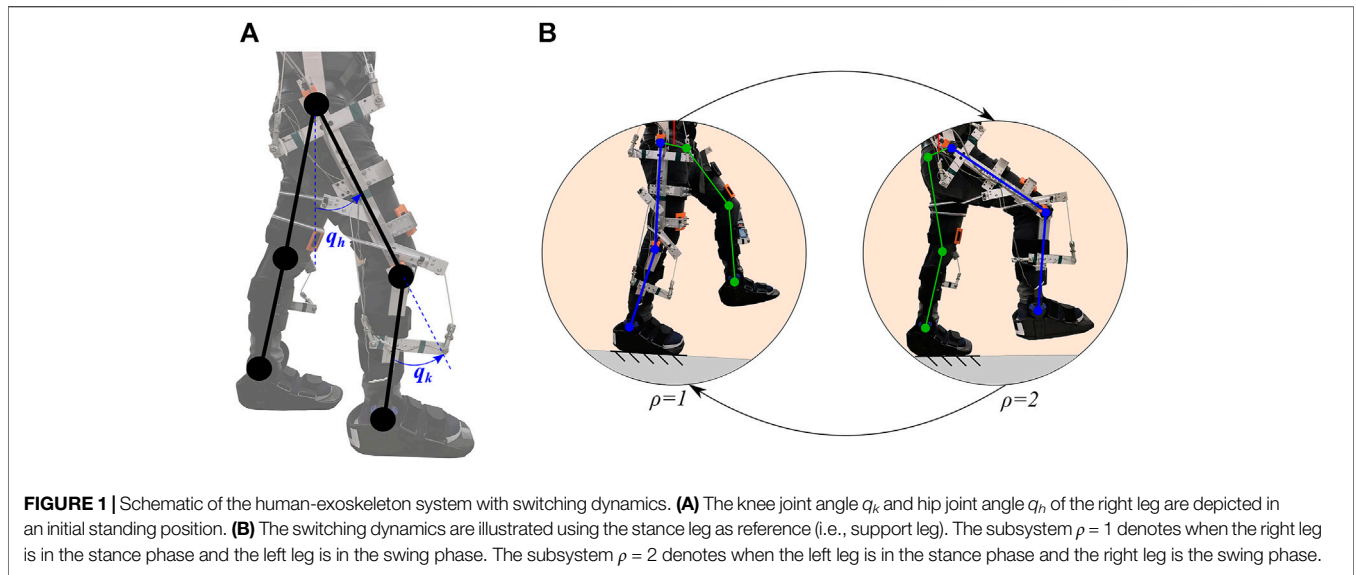 A
B
q_h
q_k
ρ=1
ρ=2
FIGURE 1 | Schematic of the human-exoskeleton system with switching dynamics. (A) The knee joint angle q_k and hip joint angle q_h of the right leg are depicted in
an initial standing position. (B) The switching dynamics are illustrated using the stance leg as reference (i.e., support leg). The subsystem ρ = 1 denotes when the right leg
is in the stance phase and the left leg is in the swing phase. The subsystem ρ = 2 denotes when the left leg is in the stance phase and the right leg is the swing phase.